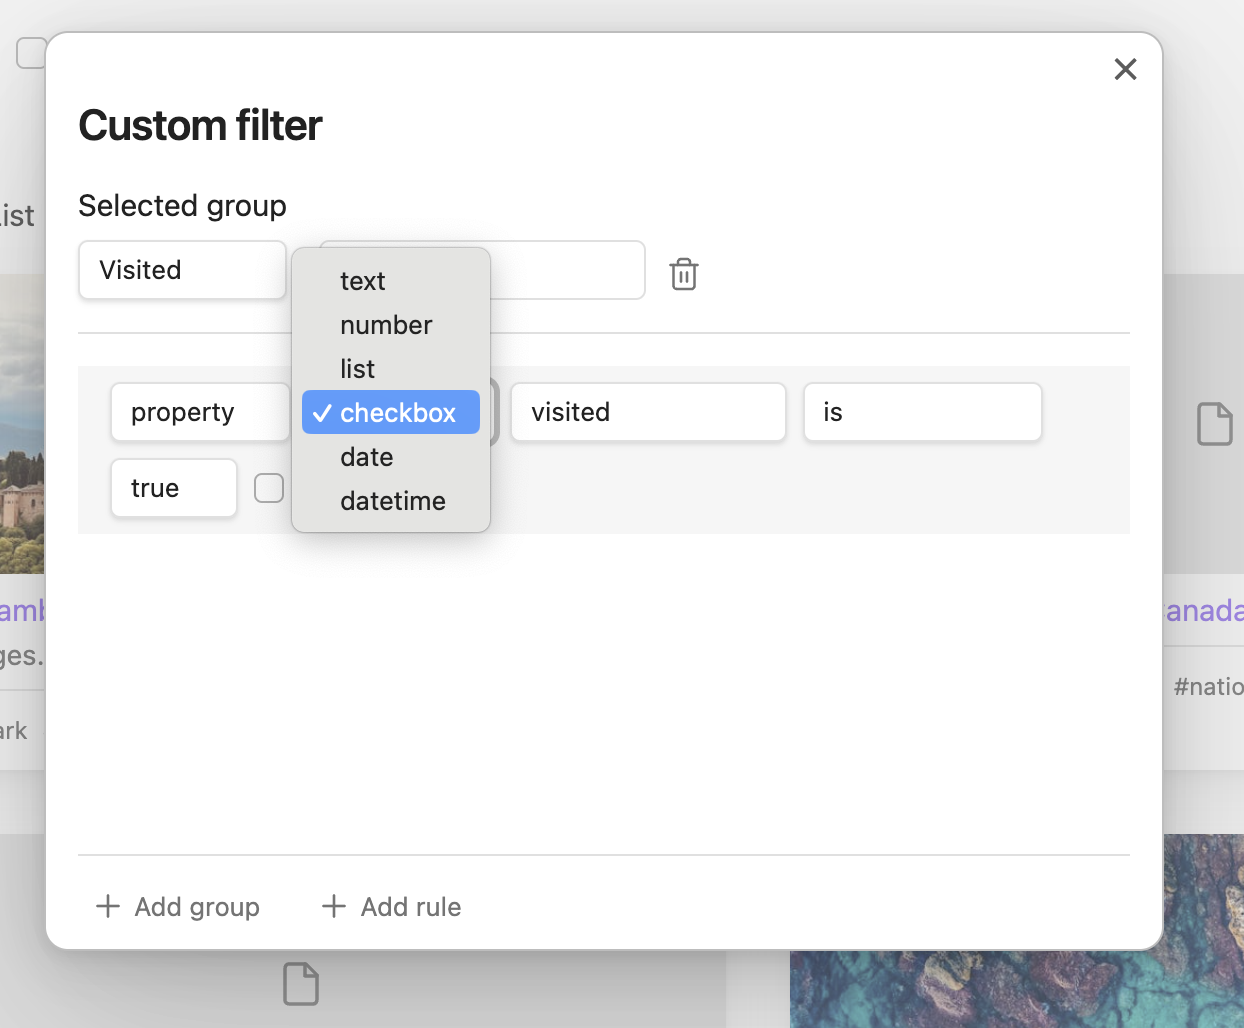 Custom filter
Selected group
Visited
text
number
list
property
checkbox
visited
is
date
true
datetime
Add group
Add rule
ist
amb
ges.
ark
anada
#natio